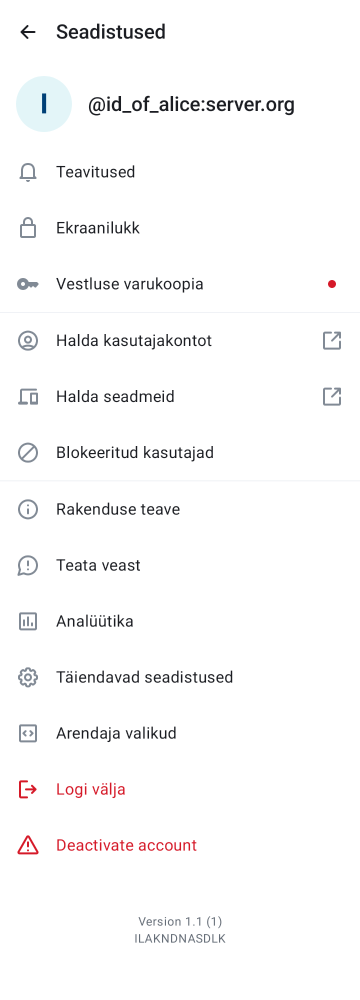 Seadistused
I
@id_of_alice:server.org
Teavitused
Ekraanilukk
Vestluse varukoopia
Halda kasutajakontot
Halda seadmeid
Blokeeritud kasutajad
Rakenduse teave
Teata veast
Analüütika
Täiendavad seadistused
Arendaja valikud
Logi välja
Deactivate account
Version 1.1 (1)
ILAKNDNASDLK